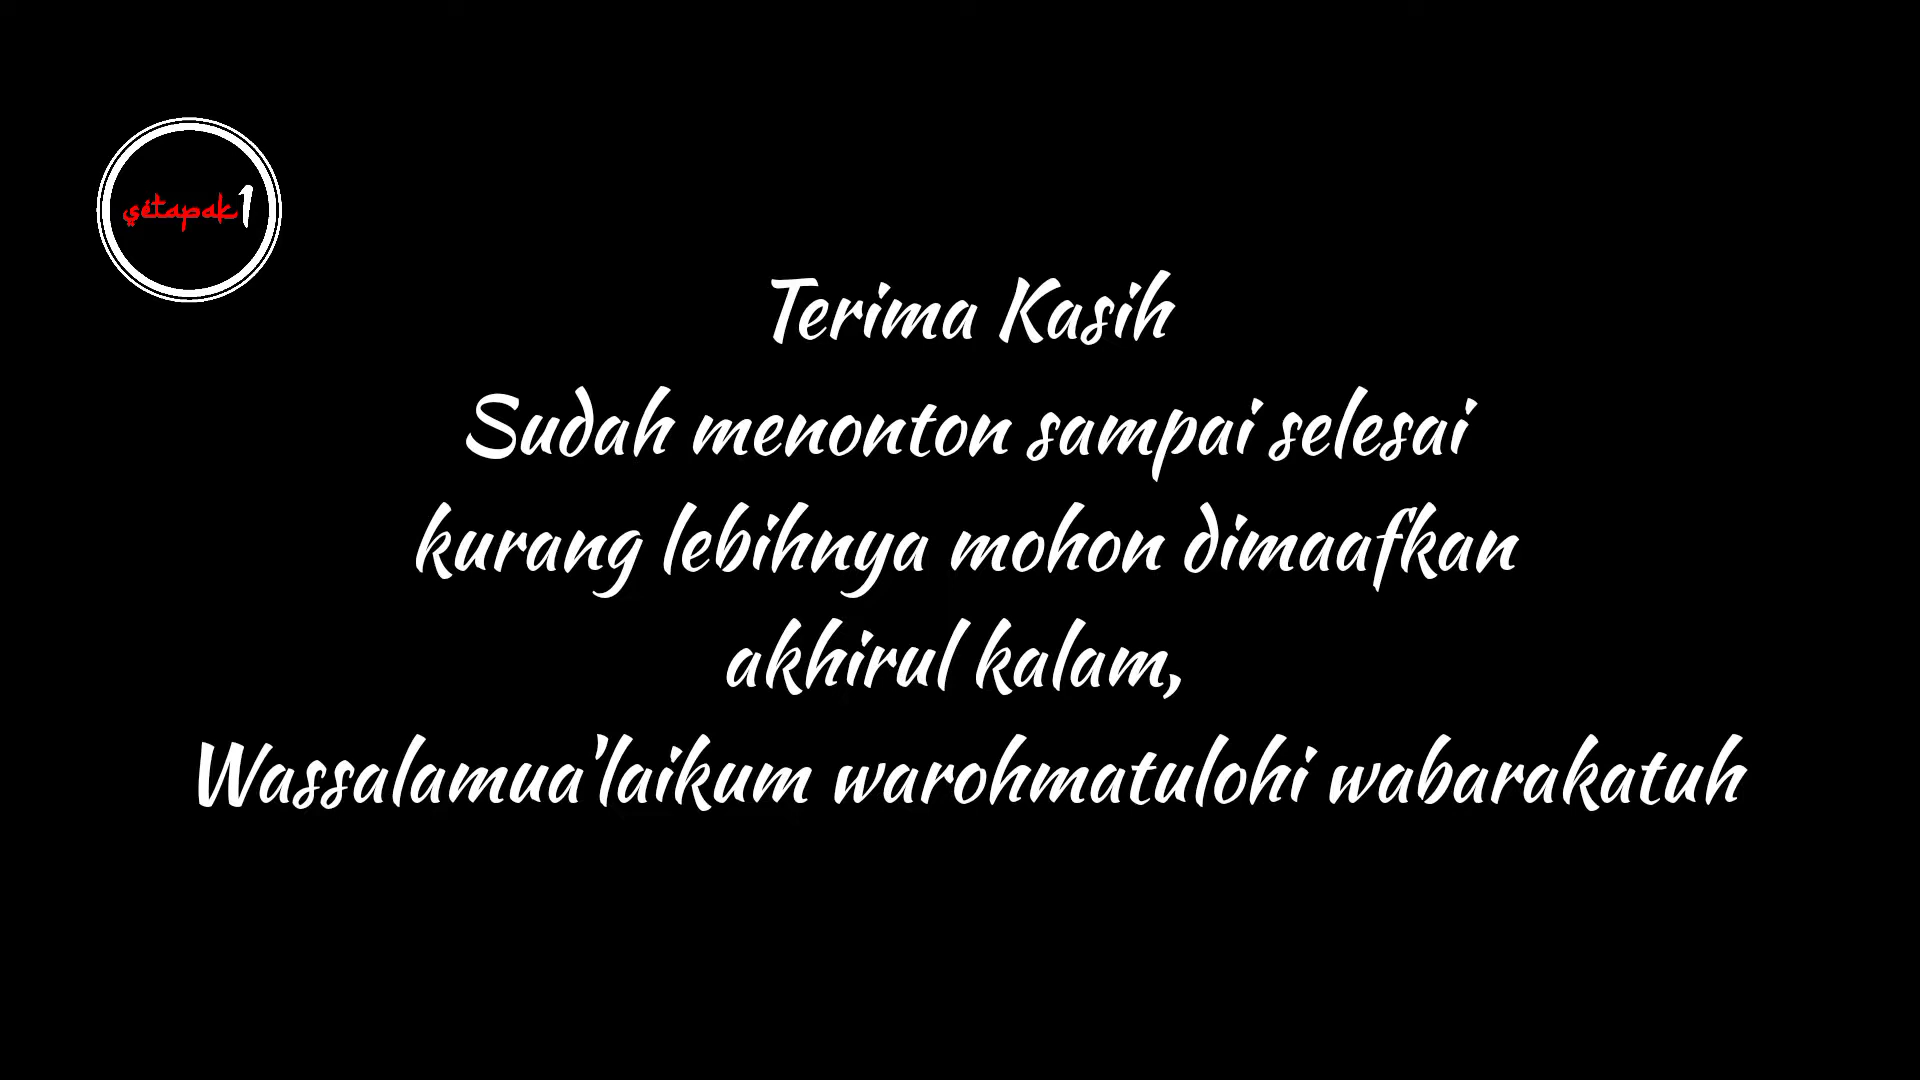 setapak1
Terima Kasih
Sudah menonton sampai selesai
kurang lebihnya mohon dimaafkan
akhirul kalam,
Wassalamua'laikum warohmatulohi wabarakatuh